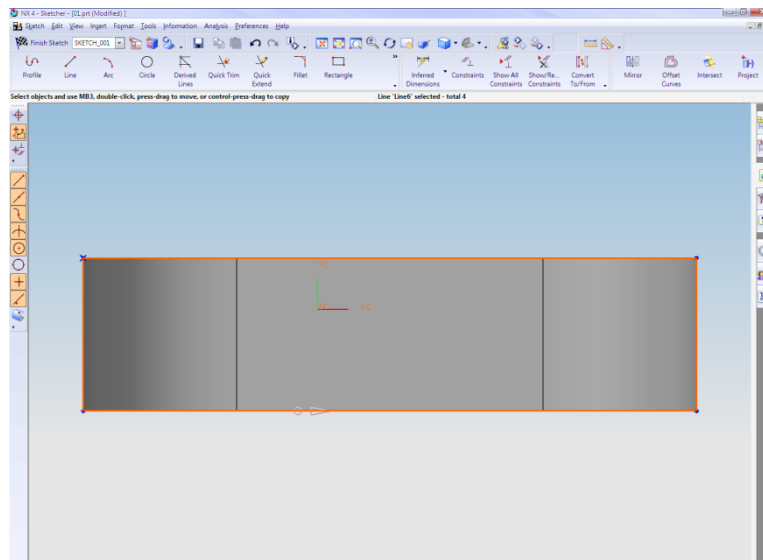 NX 4 - Sketcher - [01.prt (Modified) ]
Sketch Edit View Insert Format Tools Information Analysis Preferences Help
Finish Sketch SKETCH_001
Profile Line Arc Circle Derived Lines Quick Trim Quick Extend Fillet Rectangle » Inferred Dimensions Constraints Show All Constraints Show/Re... Constraints Convert To/From Mirror Offset Curves Intersect Project
Select objects and use MB3, double-click, press-drag to move, or control-press-drag to copy Line 'Line6' selected - total 4
YC
XC